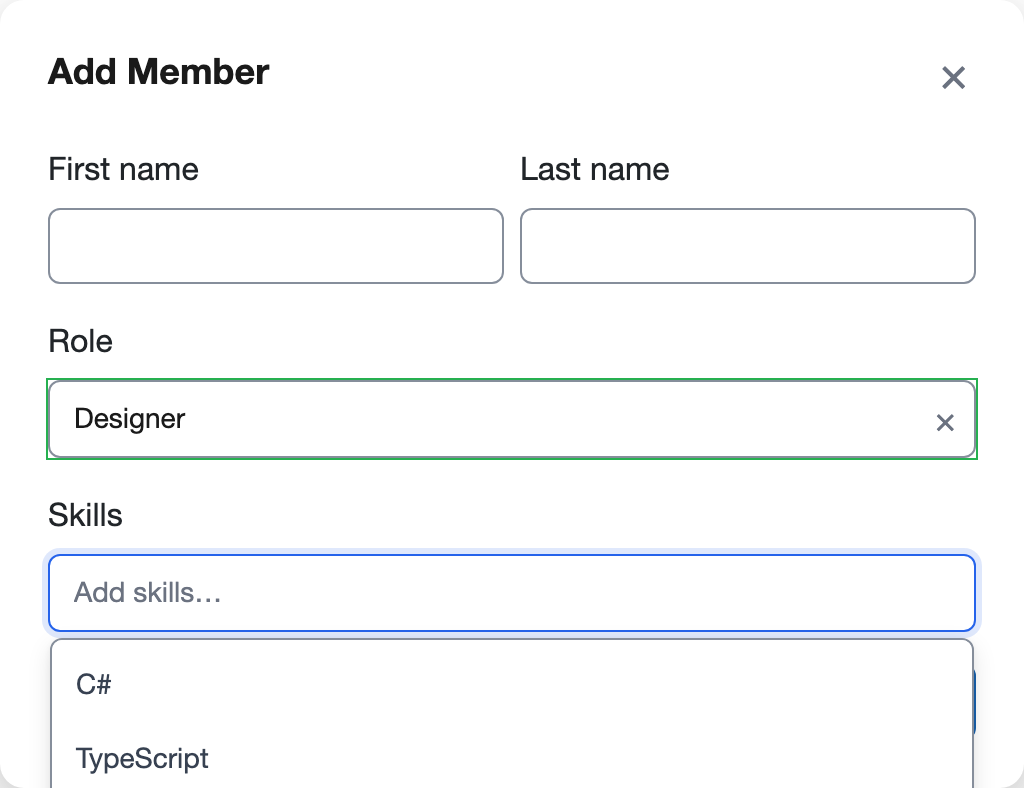 Add Member
First name Last name
Role
Designer
Skills
Add skills…
C#
TypeScript